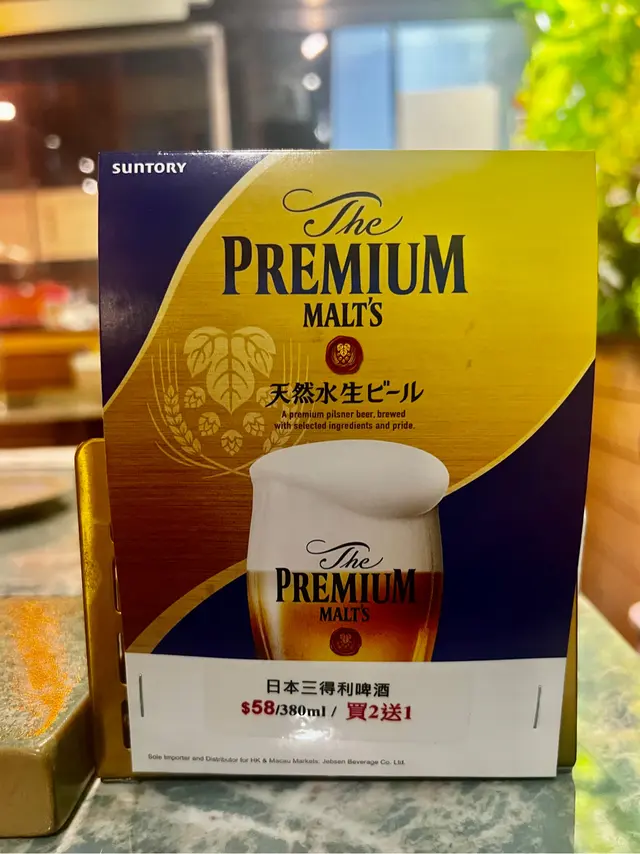 SUNTORY
The
PREMIUM
MALT'S
天然水生ビール
A premium pilsner beer, brewed
with selected ingredients and pride.
The
PREMIUM
MALT'S
日本三得利啤酒
$58/380ml / 買2送1
Sole Importer and Distributor for HK & Macau Markets: Jebsen Beverage Co. Ltd.